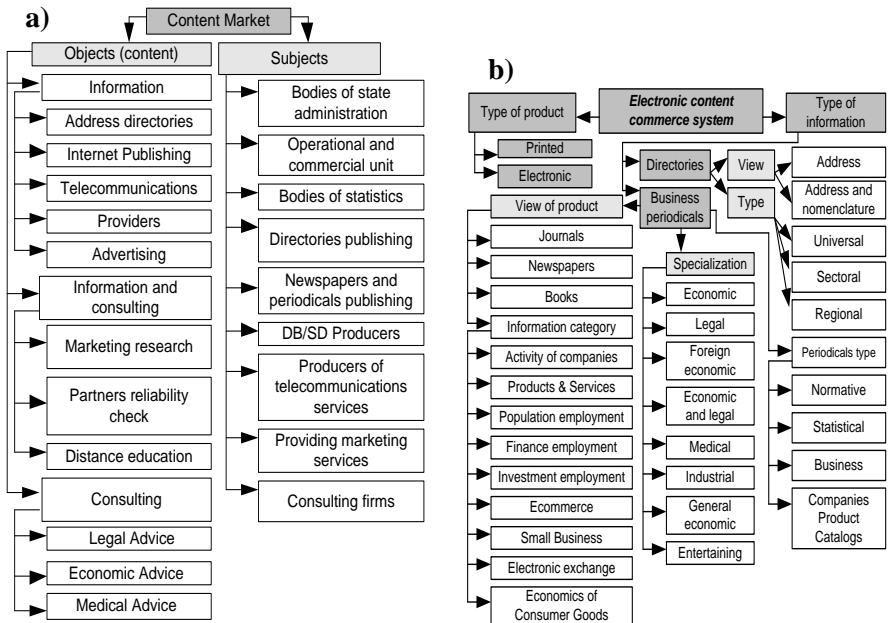 a)
Content Market
Objects (content)
Information
Address directories
Internet Publishing
Telecommunications
Providers
Advertising
Information and
consulting
Marketing research
Partners reliability
check
Distance education
Consulting
Legal Advice
Economic Advice
Medical Advice
Subjects
Bodies of state
administration
Operational and
commercial unit
Bodies of statistics
Directories publishing
Newspapers and
periodicals publishing
DB/SD Producers
Producers of
telecommunications
services
Providing marketing
services
Consulting firms
b)
Electronic content
commerce system
Type of product
Printed
Electronic
Type of
information
Directories
View
Address
Address and
nomenclature
Type
Universal
Sectoral
Regional
Business
periodicals
View of product
Journals
Newspapers
Books
Information category
Activity of companies
Products & Services
Population employment
Finance employment
Investment employment
Ecommerce
Small Business
Electronic exchange
Economics of
Consumer Goods
Specialization
Economic
Legal
Foreign
economic
Economic
and legal
Medical
Industrial
General
economic
Entertaining
Periodicals type
Normative
Statistical
Business
Companies
Product
Catalogs